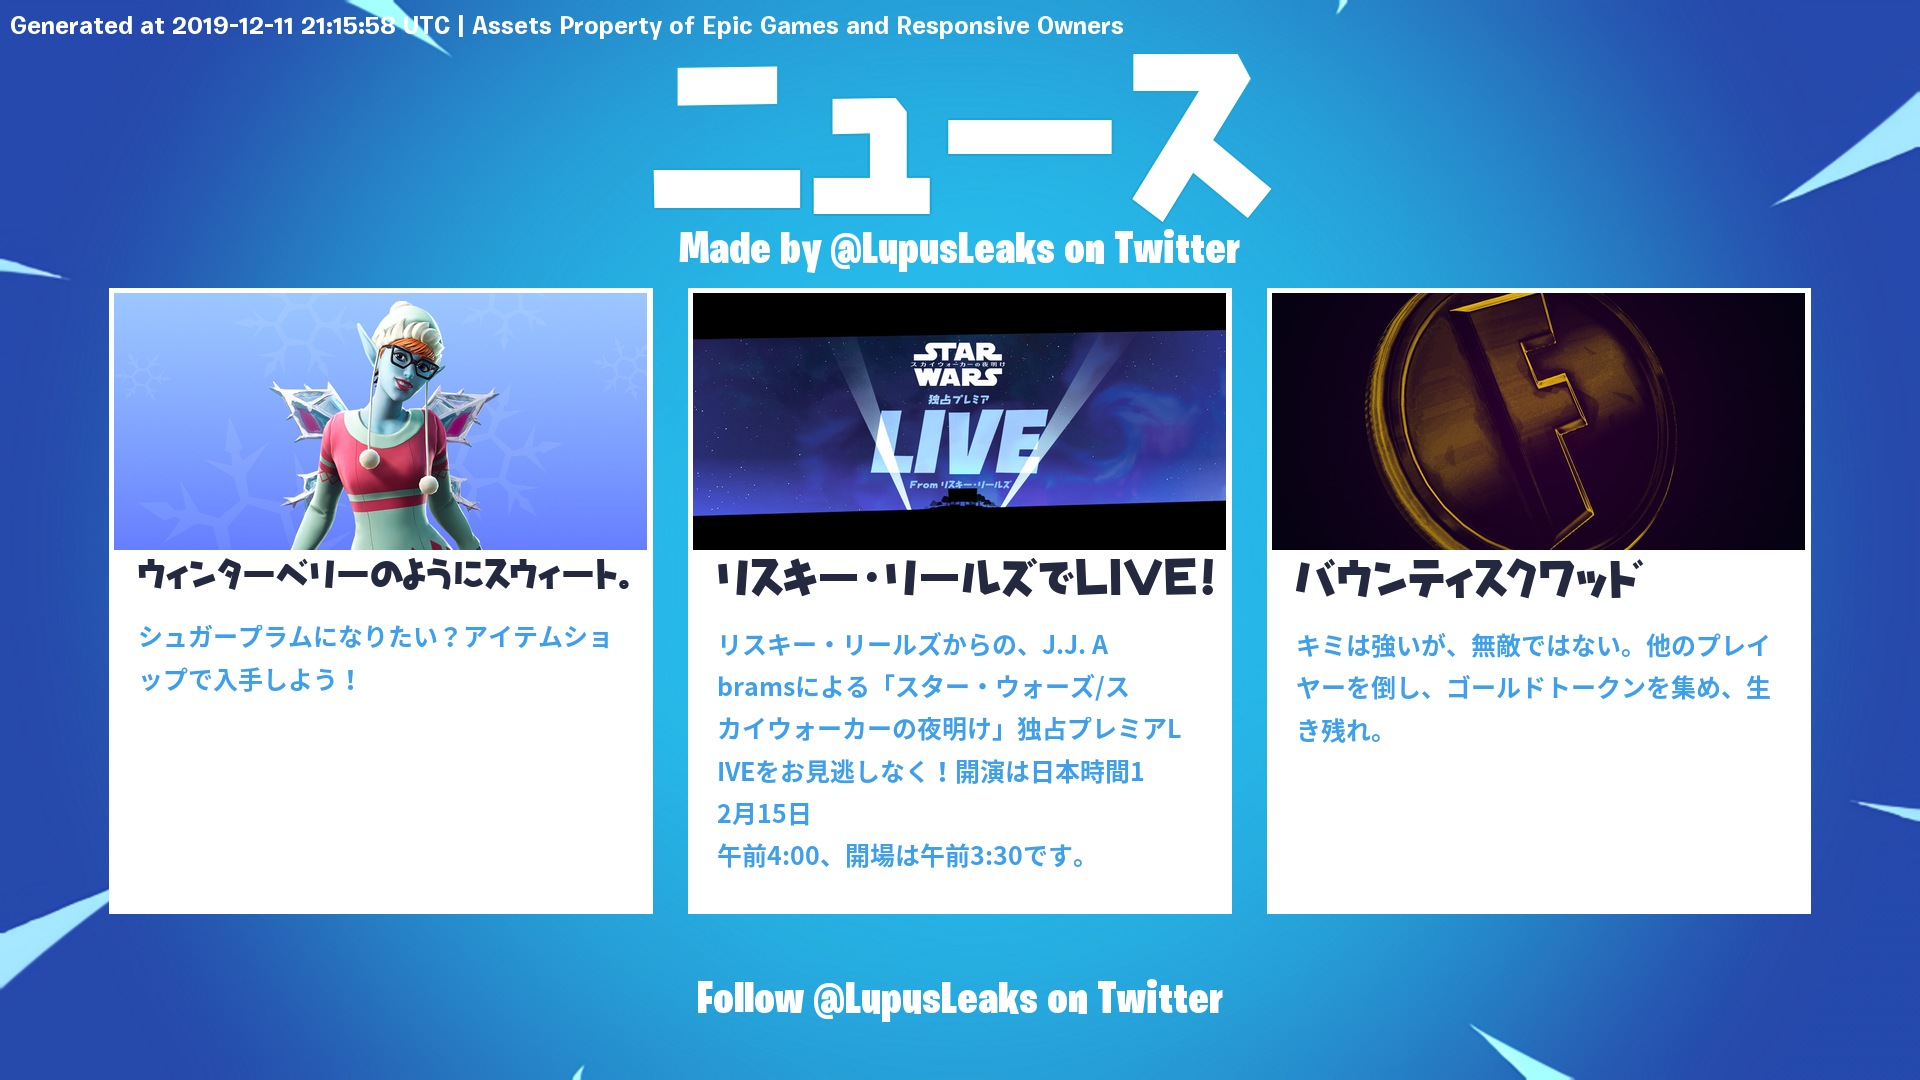 Generated at 2019-12-11 21:15:58 UTC | Assets Property of Epic Games and Responsive Owners
ニュース
Made by @LupusLeaks on Twitter
ウィンターベリーのようにスウィート。
シュガープラムになりたい？アイテムショ
ップで入手しよう！
STAR
スカイウォーカーの夜明け
WARS
独占プレミア
LIVE
From リスキー・リールズ
リスキー・リールズでLIVE!
リスキー・リールズからの、J.J. A
bramsによる「スター・ウォーズ/ス
カイウォーカーの夜明け」独占プレミアL
IVEをお見逃しなく！開演は日本時間1
2月15日
午前4:00、開場は午前3:30です。
F
バウンティスクワッド
キミは強いが、無敵ではない。他のプレイ
ヤーを倒し、ゴールドトークンを集め、生
き残れ。
Follow @LupusLeaks on Twitter